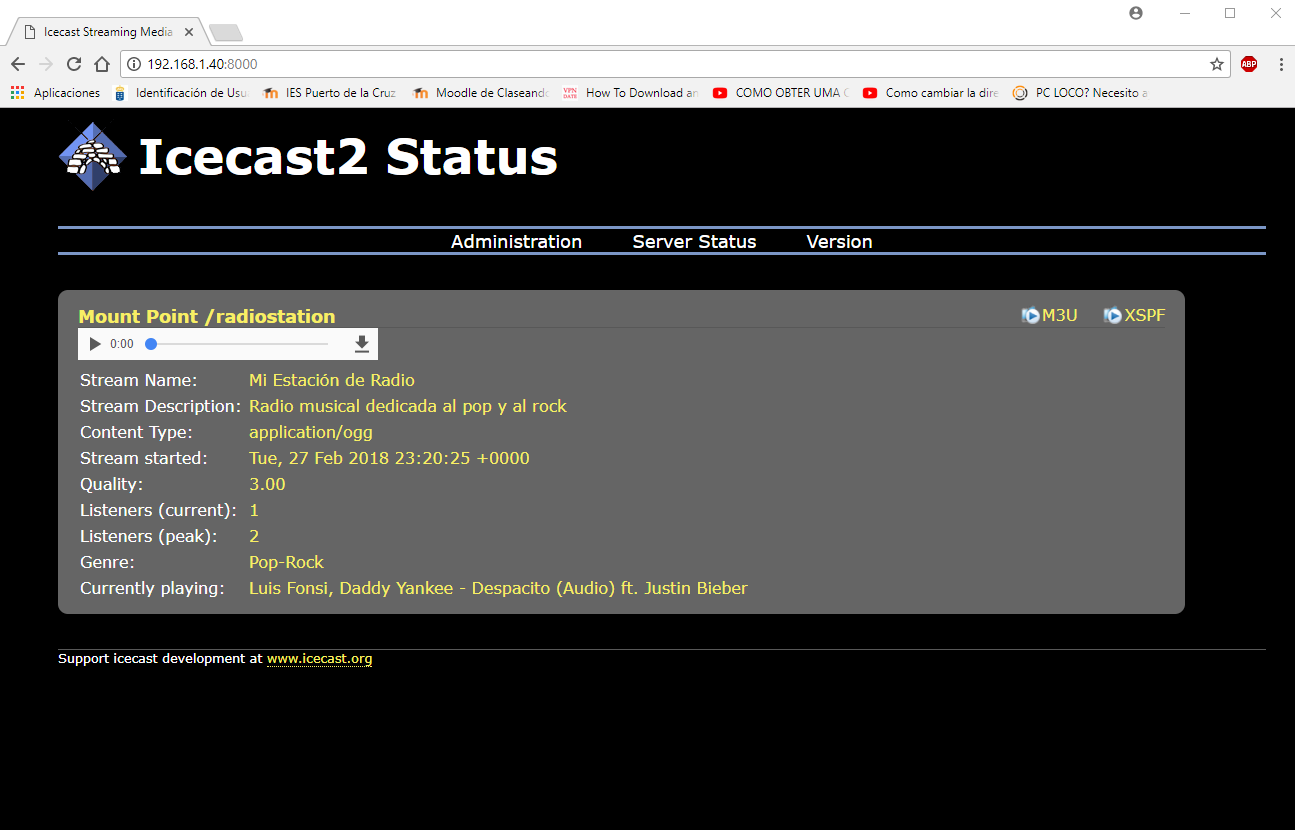 Icecast Streaming Media
192.168.1.40:8000
ABP
Aplicaciones Identificación de Usu IES Puerto de la Cruz Moodle de Claseando How To Download an COMO OBTER UMA C Como cambiar la dire PC LOCO? Necesito a
Icecast2 Status
Administration Server Status Version
Mount Point /radiostation M3U XSPF
0:00
Stream Name: Mi Estación de Radio
Stream Description: Radio musical dedicada al pop y al rock
Content Type: application/ogg
Stream started: Tue, 27 Feb 2018 23:20:25 +0000
Quality: 3.00
Listeners (current): 1
Listeners (peak): 2
Genre: Pop-Rock
Currently playing: Luis Fonsi, Daddy Yankee - Despacito (Audio) ft. Justin Bieber
Support icecast development at www.icecast.org